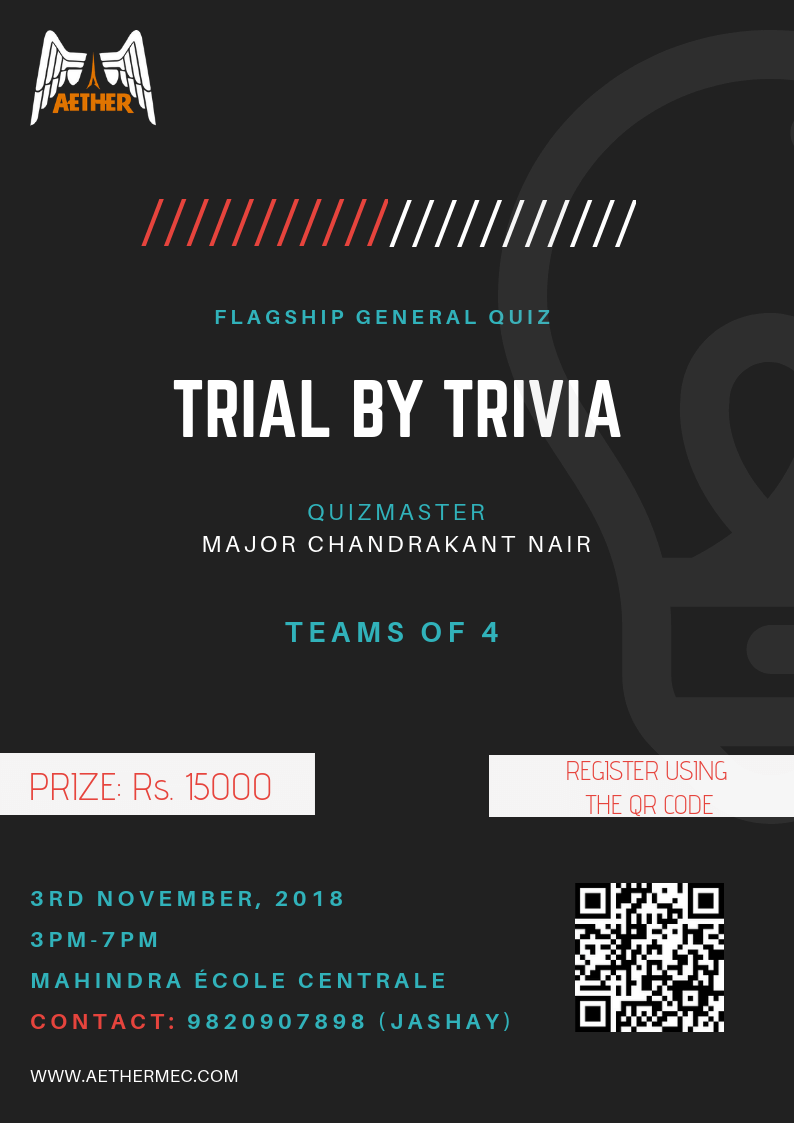 AETHER
FLAGSHIP GENERAL QUIZ
TRIAL BY TRIVIA
QUIZMASTER
MAJOR CHANDRAKANT NAIR
TEAMS OF 4
PRIZE: Rs. 15000
REGISTER USING
THE QR CODE
3RD NOVEMBER, 2018
3PM-7PM
MAHINDRA ÉCOLE CENTRALE
CONTACT: 9820907898 (JASHAY)
WWW.AETHERMEC.COM